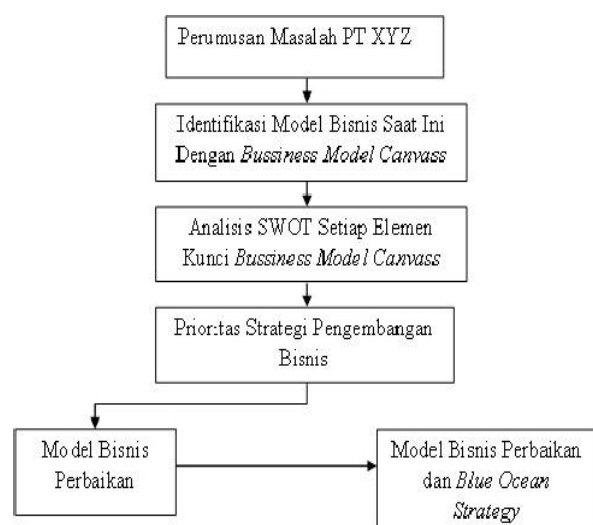 Perumusan Masalah PT XYZ
Identifikasi Model Bisnis Saat Ini
Dengan Bussiness Model Canvass
Analisis SWOT Setiap Elemen
Kunci Bussiness Model Canvass
Prioritas Strategi Pengembangan
Bisnis
Model Bisnis
Perbaikan
Model Bisnis Perbaikan
dan Blue Ocean
Strategy